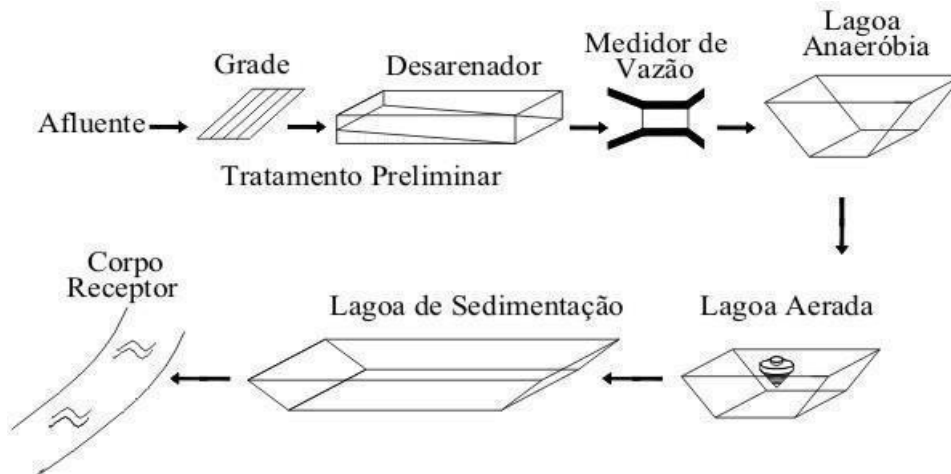 Afluente
Grade
Desarenador
Tratamento Preliminar
Medidor de
Vazão
Lagoa
Anaeróbia
Lagoa Aerada
Lagoa de Sedimentação
Corpo
Receptor